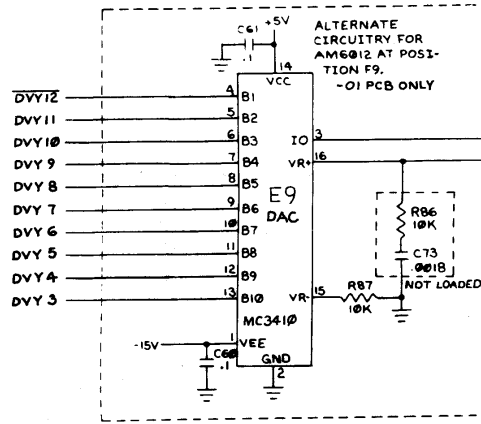 C61
.1
+5V
ALTERNATE
CIRCUITRY FOR
AM6012 AT POSI-
TION F9.
-01 PCB ONLY
14
VCC
DVY12 4 B1
DVY11 5 B2
DVY10 6 B3
IO 3
DVY 9 7 B4
VR+ 16
DVY 8 8 B5
DVY 7 9 B6
E9
DAC
R86
10K
DVY 6 10 B7
DVY 5 11 B8
C73
.0018
DVY 4 12 B9
NOT LOADED
DVY 3 13 B10
VR- 15
R87
10K
MC3410
-15V
1 VEE
C60
.1
GND
2